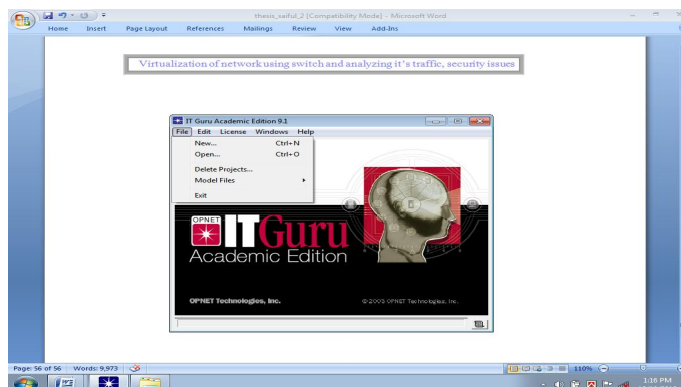 thesis_saiful_2 [Compatibility Mode] - Microsoft Word
Home Insert Page Layout References Mailings Review View Add-Ins
Virtualization of network using switch and analyzing it's traffic, security issues
IT Guru Academic Edition 9.1
File Edit License Windows Help
New... Ctrl+N
Open... Ctrl+O
Delete Projects...
Model Files
Exit
OPNET
ITGuru
Academic Edition
OPNET Technologies, Inc. © 2003 OPNET Technologies, Inc.
Page: 56 of 56 Words: 9,973 110%
1:16 PM